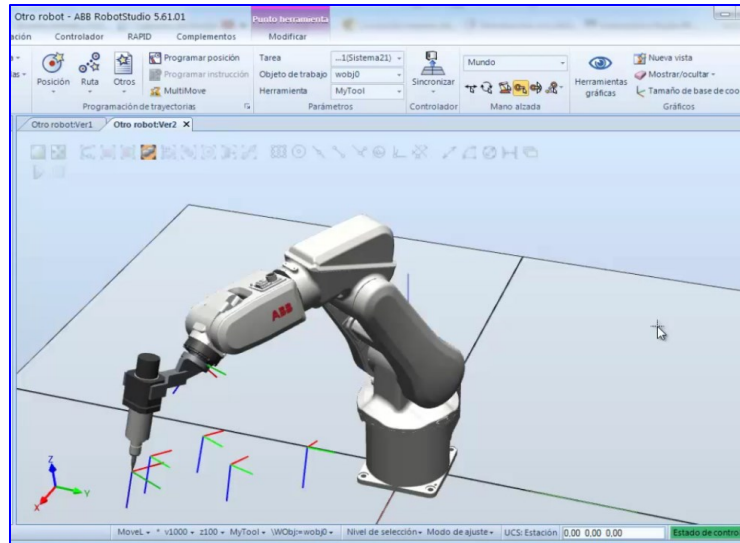 Otro robot - ABB RobotStudio 5.61.01
Punto herramienta
ación Controlador RAPID Complementos Modificar
Posición
Ruta
Otros
Programar posición
Programar instrucción
MultiMove
Programación de trayectorias
Tarea ...1(Sistema21)
Objeto de trabajo wobj0
Herramienta MyTool
Parámetros
Sincronizar
Controlador
Mundo
Mano alzada
Herramientas
gráficas
Nueva vista
Mostrar/ocultar
Tamaño de base de coo
Gráficos
Otro robot:Ver1 Otro robot:Ver2 X
ABB
Z
Y
X
MoveL * v1000 z100 MyTool \WObj:=wobj0 Nivel de selección Modo de ajuste UCS: Estación 0,00 0,00 0,00 Estado de contro